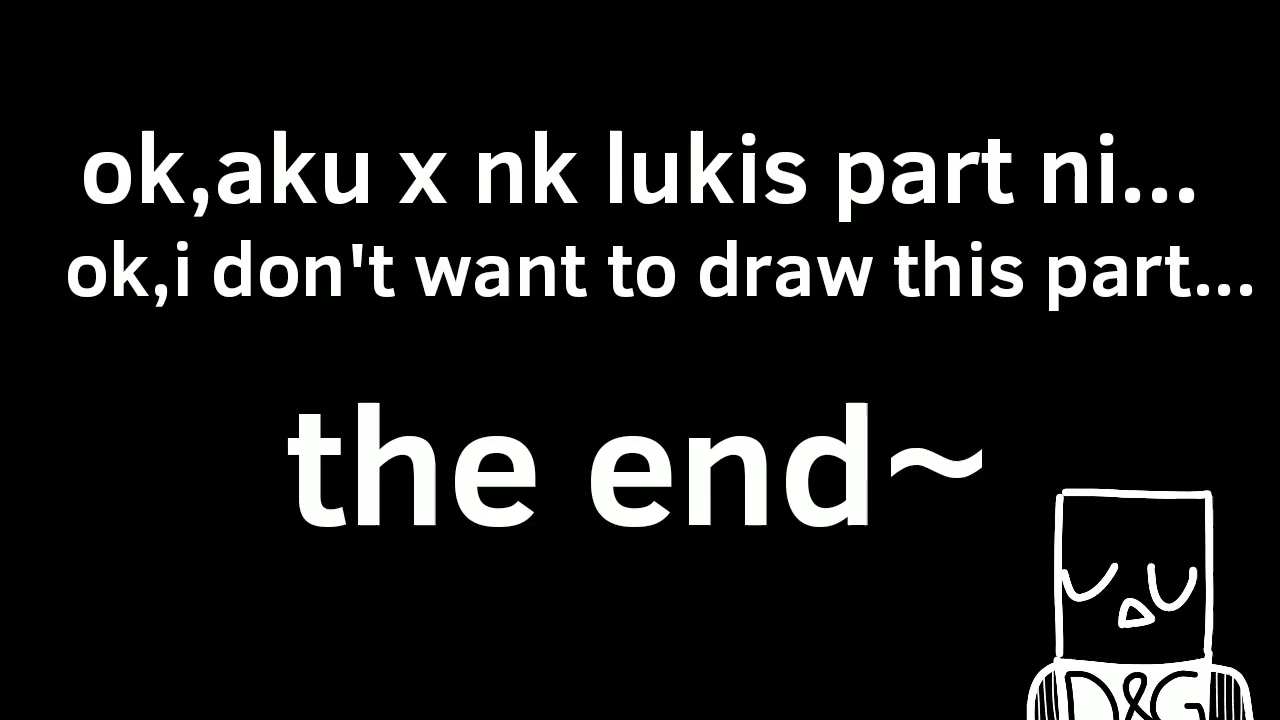 ok,aku x nk lukis part ni...
ok,i don't want to draw this part...
the end~
D&G